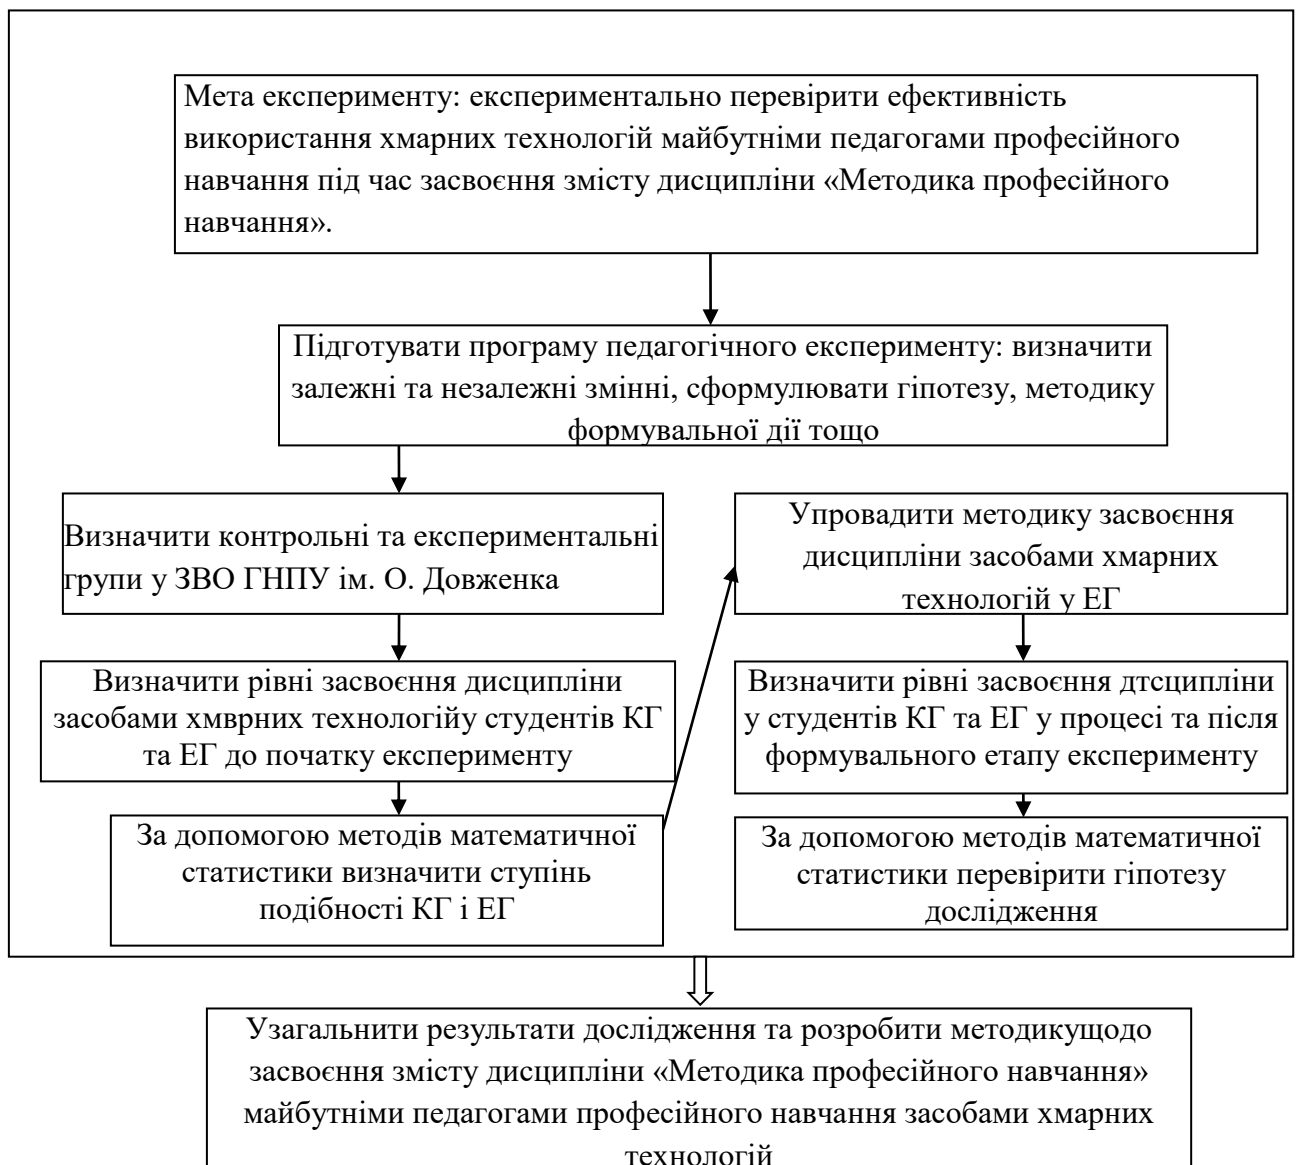 Мета експерименту: експериментально перевірити ефективність
використання хмарних технологій майбутніми педагогами професійного
навчання під час засвоєння змісту дисципліни «Методика професійного
навчання».
Підготувати програму педагогічного експерименту: визначити
залежні та незалежні змінні, сформулювати гіпотезу, методику
формувальної дії тощо
Визначити контрольні та експериментальні
групи у ЗВО ГНПУ ім. О. Довженка
Визначити рівні засвоєння дисципліни
засобами хмврних технологійу студентів КГ
та ЕГ до початку експерименту
За допомогою методів математичної
статистики визначити ступінь
подібності КГ і ЕГ
Упровадити методику засвоєння
дисципліни засобами хмарних
технологій у ЕГ
Визначити рівні засвоєння дтсципліни
у студентів КГ та ЕГ у процесі та після
формувального етапу експерименту
За допомогою методів математичної
статистики перевірити гіпотезу
дослідження
Узагальнити результати дослідження та розробити методикущодо
засвоєння змісту дисципліни «Методика професійного навчання»
майбутніми педагогами професійного навчання засобами хмарних
технологій